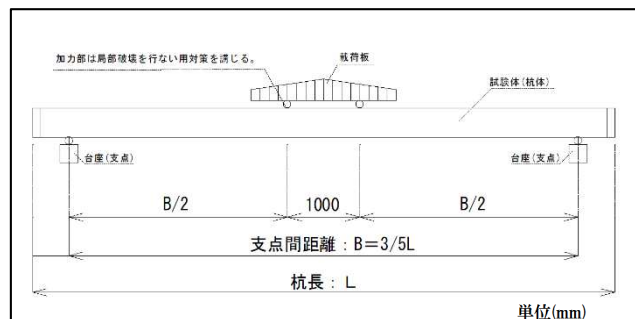 載荷板
加力部は局部破壊を行ない用対策を講じる。
試験体(杭体)
台座(支点)
台座(支点)
B/2
1000
B/2
支点間距離：B＝3/5L
杭長：L
単位(mm)